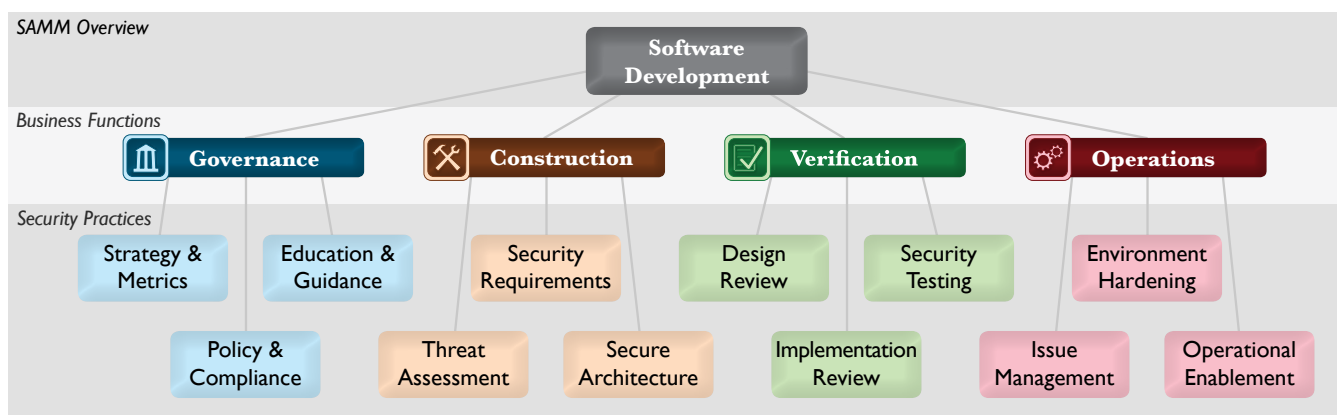 SAMM Overview
Software
Development
Business Functions
Governance
Construction
Verification
Operations
Security Practices
Strategy &
Metrics
Education &
Guidance
Security
Requirements
Design
Review
Security
Testing
Environment
Hardening
Policy &
Compliance
Threat
Assessment
Secure
Architecture
Implementation
Review
Issue
Management
Operational
Enablement